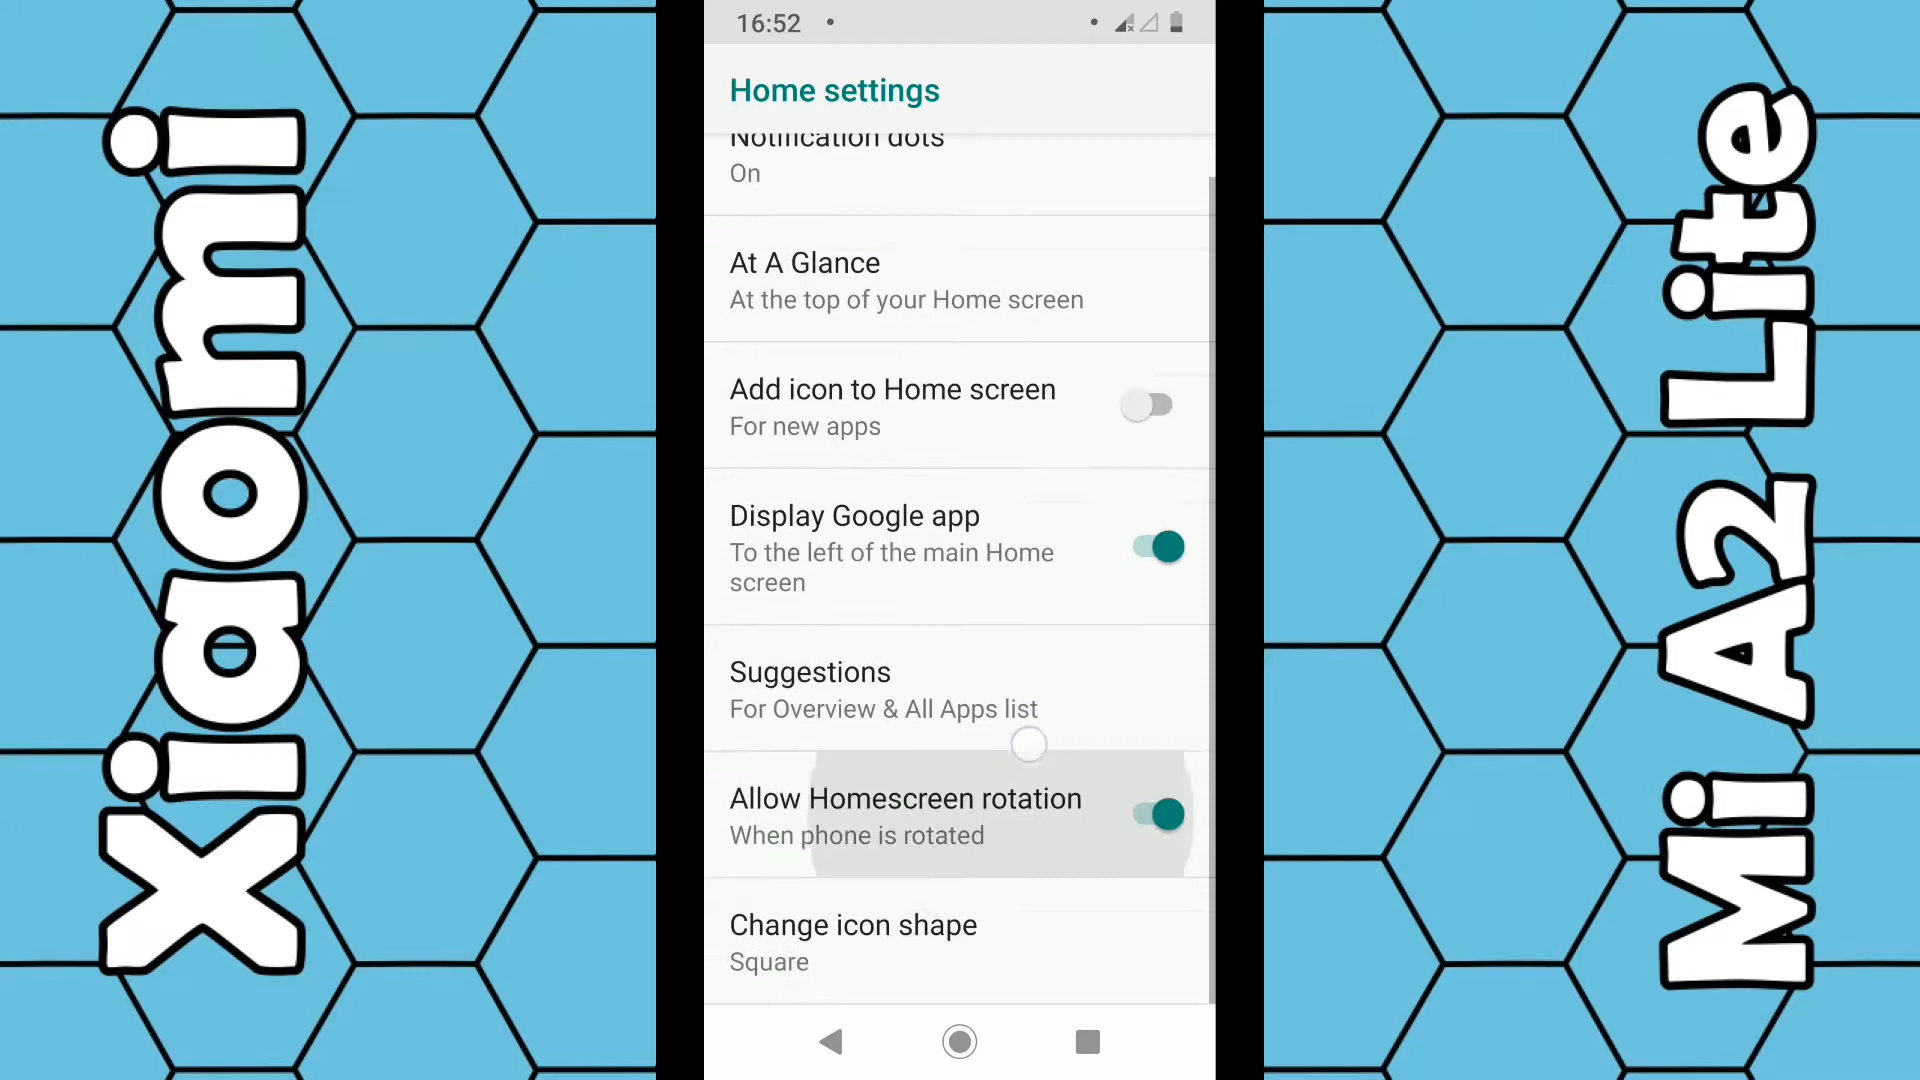 Xiaomi
16:52
Home settings
Notification dots
On
At A Glance
At the top of your Home screen
Add icon to Home screen
For new apps
Display Google app
To the left of the main Home
screen
Suggestions
For Overview & All Apps list
Allow Homescreen rotation
When phone is rotated
Change icon shape
Square
Mi A2 Lite